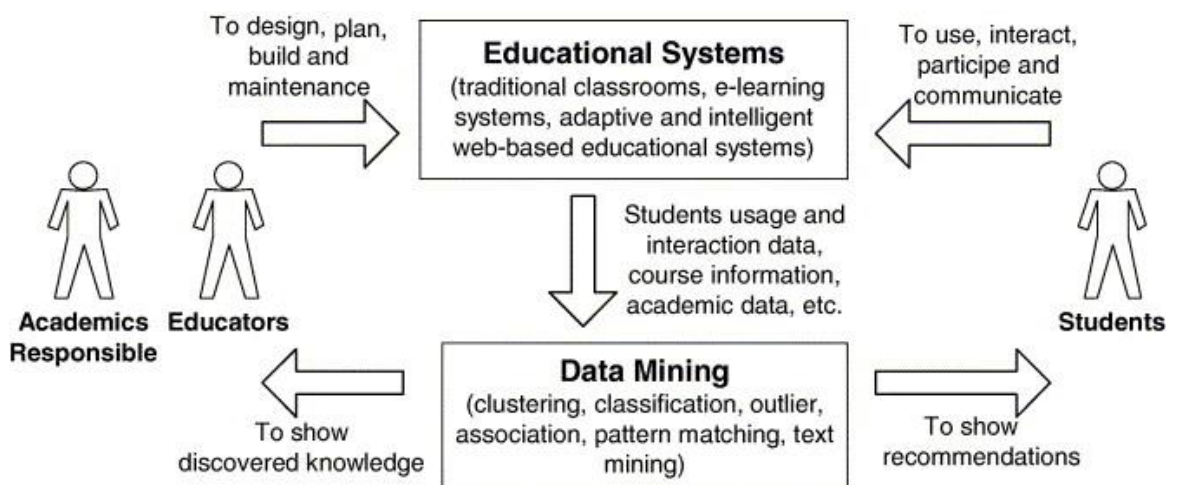 To design, plan,
build and
maintenance
Educational Systems
(traditional classrooms, e-learning
systems, adaptive and intelligent
web-based educational systems)
To use, interact,
participe and
communicate
Students usage and
interaction data,
course information,
academic data, etc.
Academics
Responsible
Educators
Students
Data Mining
(clustering, classification, outlier,
association, pattern matching, text
mining)
To show
discovered knowledge
To show
recommendations